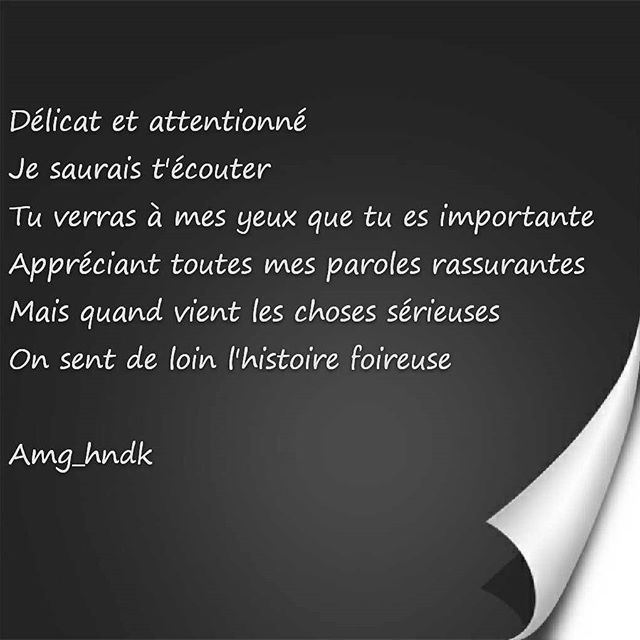 Délicat et attentionné
Je saurais t'écouter
Tu verras à mes yeux que tu es importante
Appréciant toutes mes paroles rassurantes
Mais quand vient les choses sérieuses
On sent de loin l'histoire foireuse
Amg_hndk